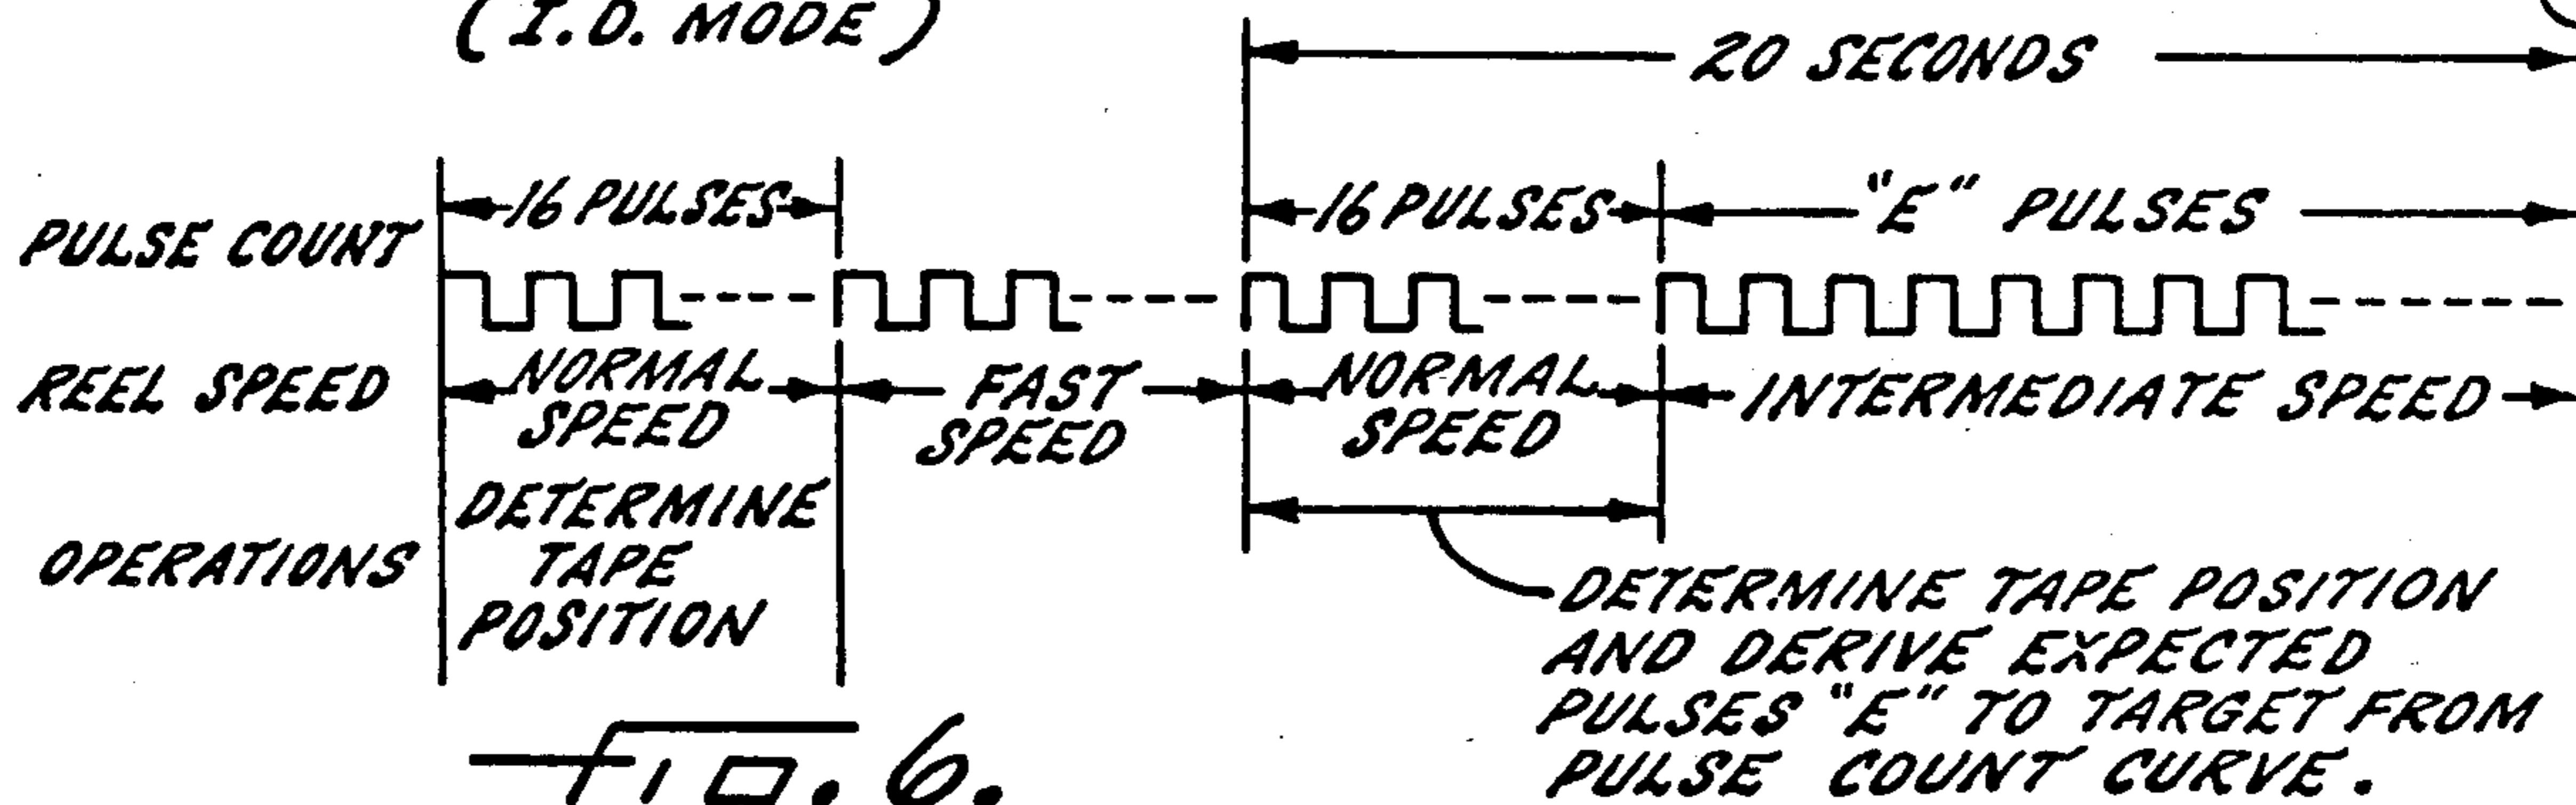 (I.D. MODE)
20 SECONDS
PULSE COUNT
16 PULSES
16 PULSES
"E" PULSES
REEL SPEED
NORMAL
SPEED
FAST
SPEED
NORMAL
SPEED
INTERMEDIATE SPEED
OPERATIONS
DETERMINE
TAPE
POSITION
DETERMINE TAPE POSITION
AND DERIVE EXPECTED
PULSES "E" TO TARGET FROM
PULSE COUNT CURVE.
FIG. 6.